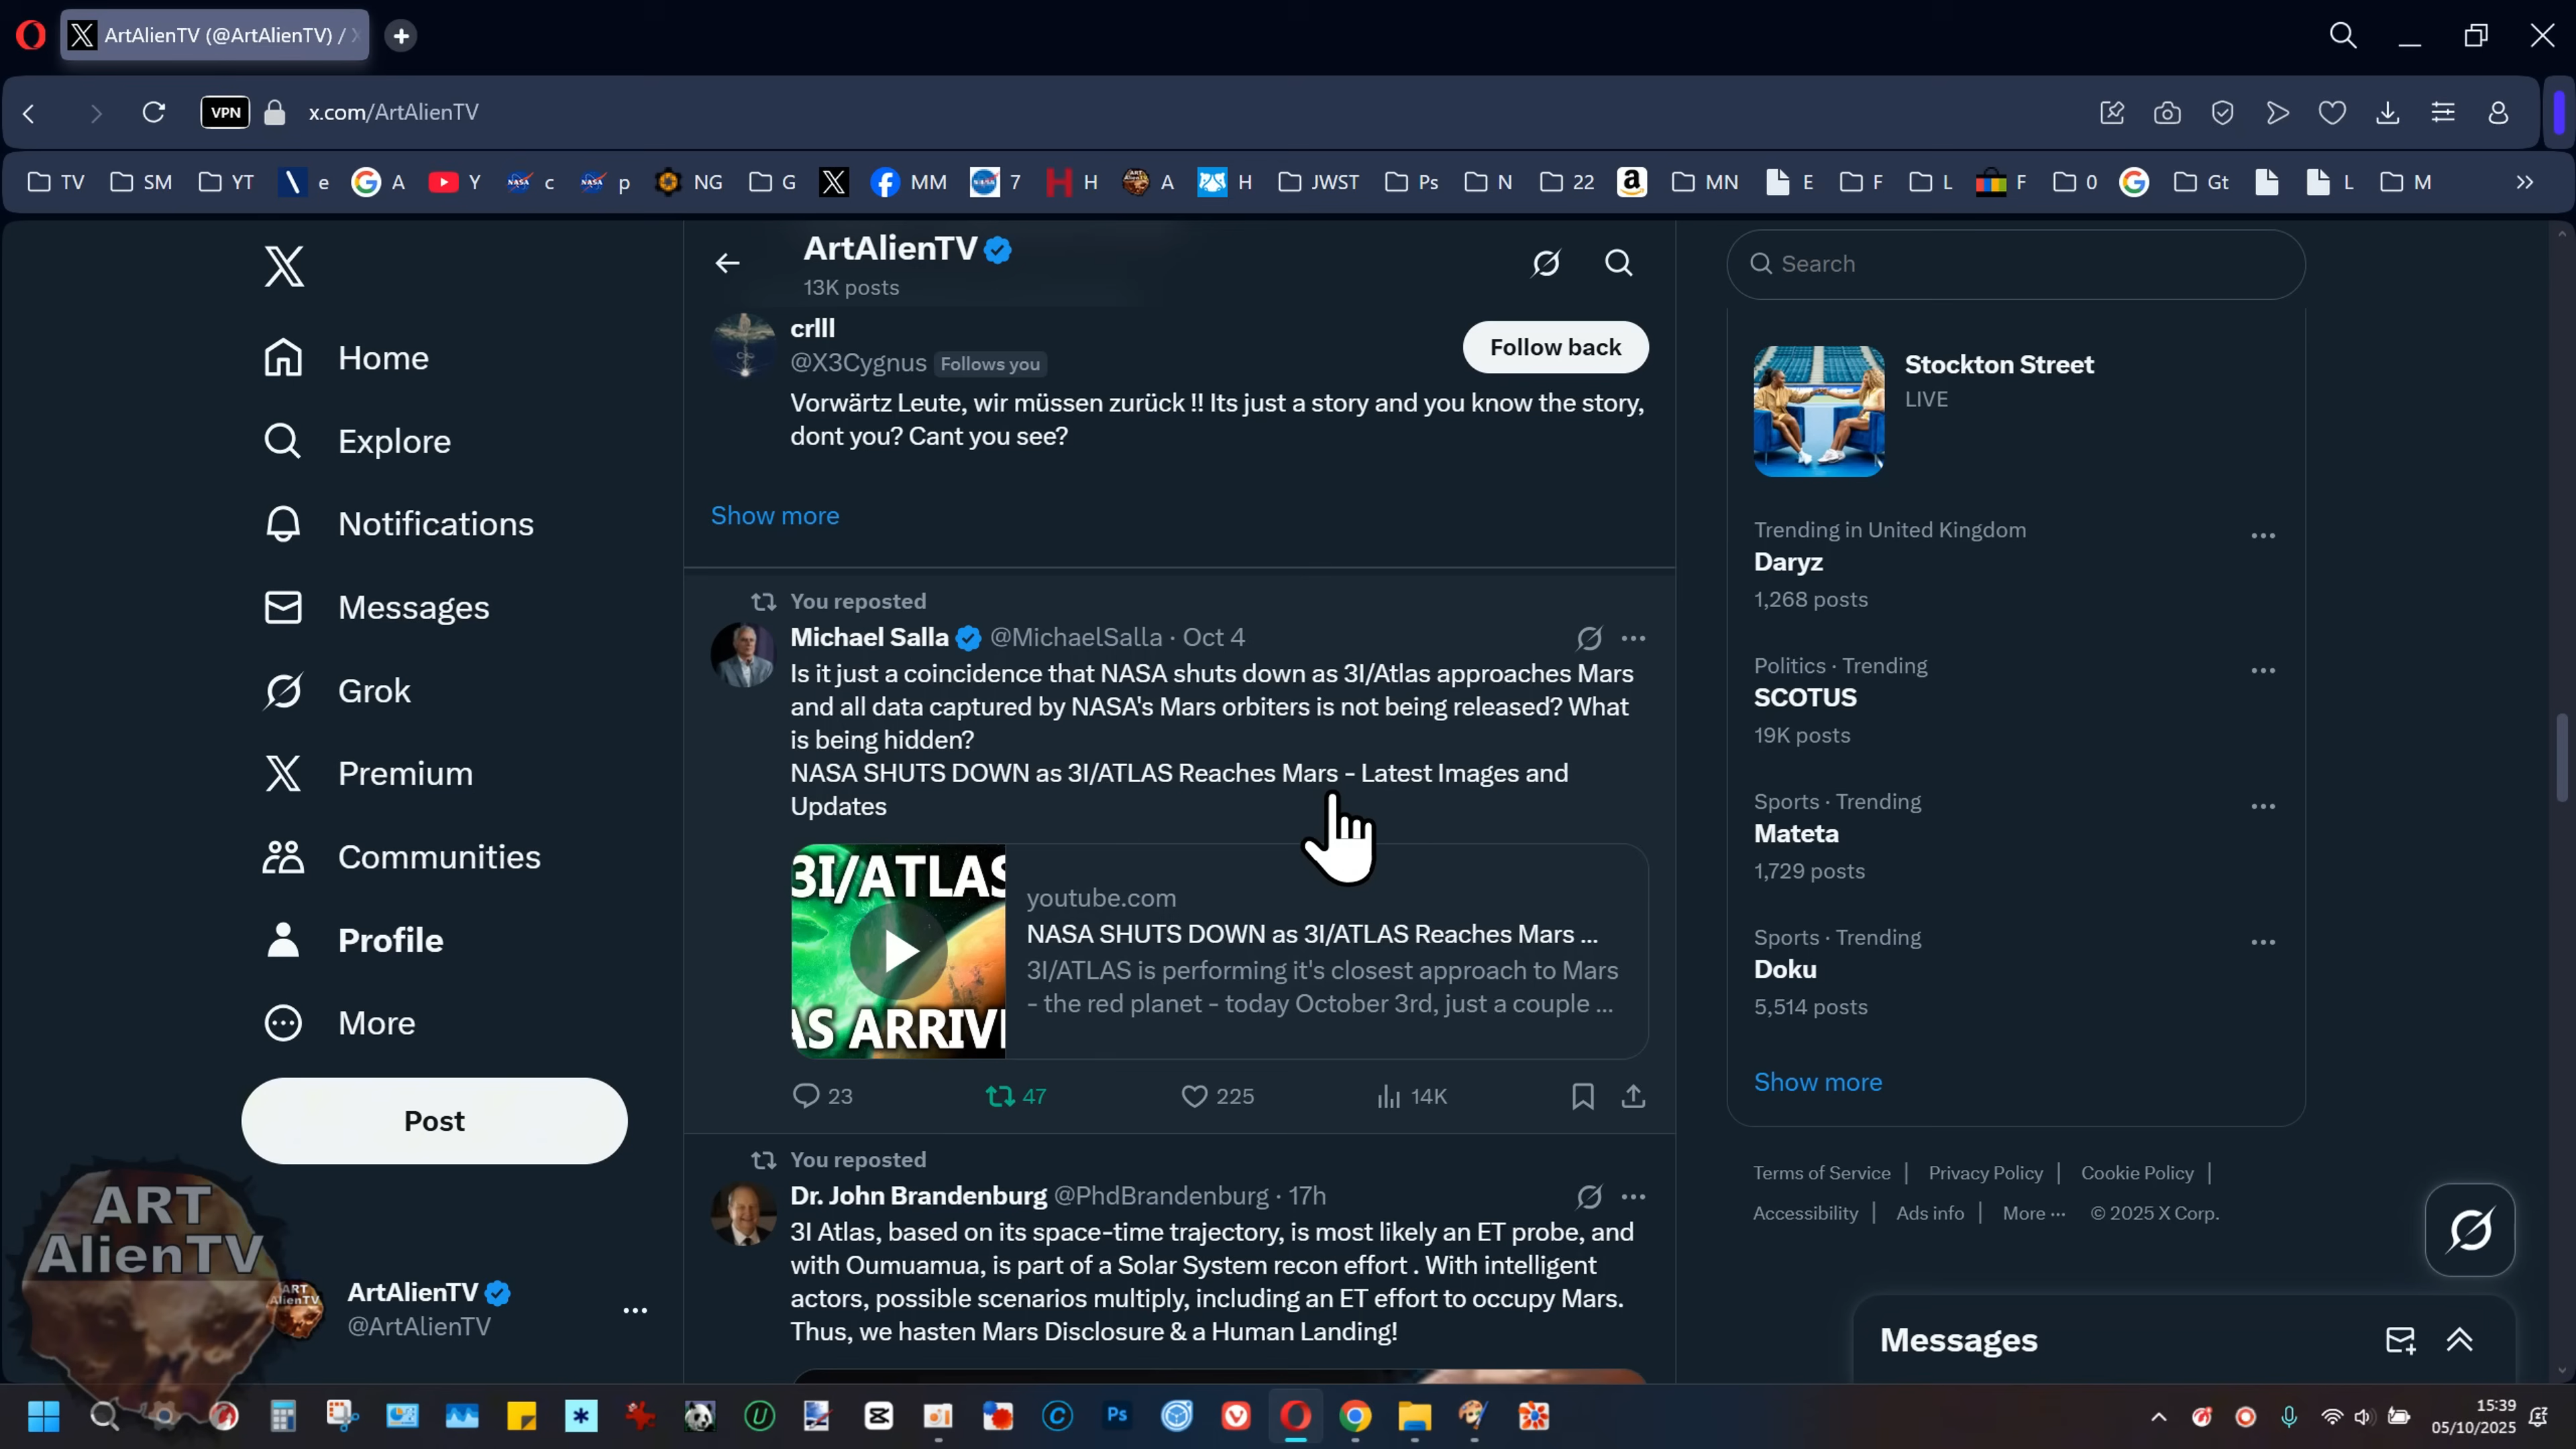 ArtAlienTV (@ArtAlienTV) / X
VPN
x.com/ArtAlienTV
TV
SM
YT
e
A
Y
c
p
NG
G
MM
7
H
A
H
JWST
Ps
N
22
MN
E
F
L
F
0
Gt
L
M
Home
Explore
Notifications
Messages
Grok
Premium
Communities
Profile
More
Post
ART
AlienTV
ArtAlienTV
@ArtAlienTV
ArtAlienTV
13K posts
crlll
@X3Cygnus Follows you
Follow back
Vorwärtz Leute, wir müssen zurück !! Its just a story and you know the story,
dont you? Cant you see?
Show more
You reposted
Michael Salla @MichaelSalla · Oct 4
Is it just a coincidence that NASA shuts down as 3I/Atlas approaches Mars
and all data captured by NASA's Mars orbiters is not being released? What
is being hidden?
NASA SHUTS DOWN as 3I/ATLAS Reaches Mars - Latest Images and
Updates
3I/ATLAS
AS ARRIV
youtube.com
NASA SHUTS DOWN as 3I/ATLAS Reaches Mars ...
3I/ATLAS is performing it's closest approach to Mars
- the red planet - today October 3rd, just a couple ...
23
47
225
14K
You reposted
Dr. John Brandenburg @PhdBrandenburg · 17h
3I Atlas, based on its space-time trajectory, is most likely an ET probe, and
with Oumuamua, is part of a Solar System recon effort . With intelligent
actors, possible scenarios multiply, including an ET effort to occupy Mars.
Thus, we hasten Mars Disclosure & a Human Landing!
Search
Stockton Street
LIVE
Trending in United Kingdom
Daryz
1,268 posts
Politics · Trending
SCOTUS
19K posts
Sports · Trending
Mateta
1,729 posts
Sports · Trending
Doku
5,514 posts
Show more
Terms of Service | Privacy Policy | Cookie Policy |
Accessibility | Ads info | More ··· © 2025 X Corp.
Messages
Ps
15:39
05/10/2025